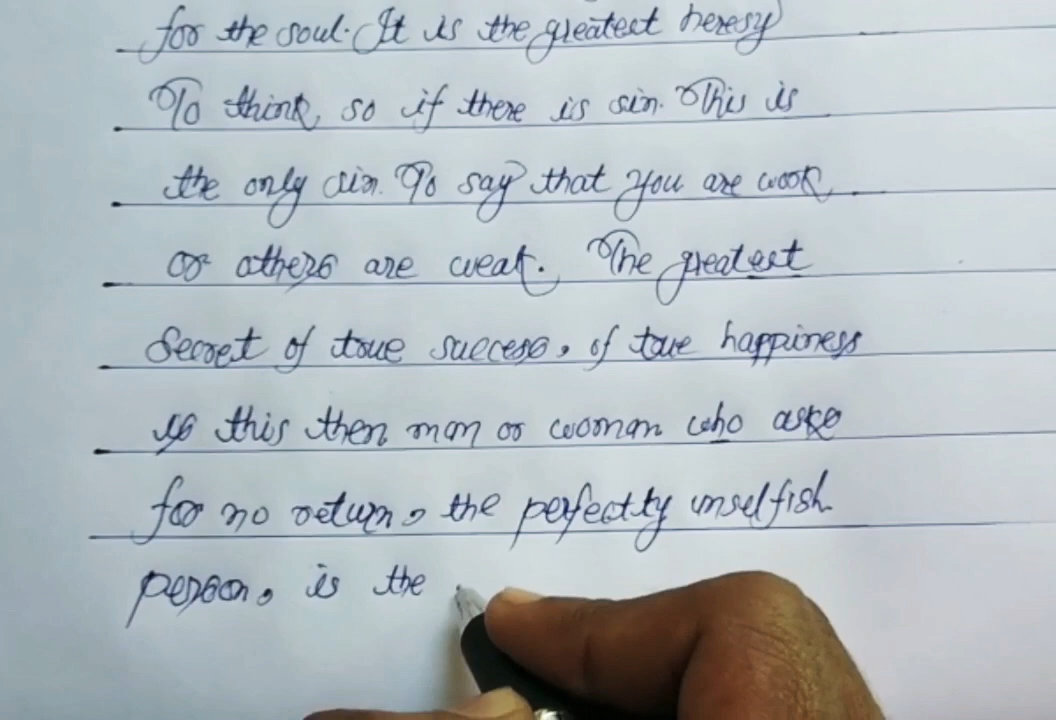 for the soul. It is the greatest heresy
To think, so if there is sin. This is
the only sin. To say that you are wook,
or others are weak. The greatest
Secret of true success, of true happiness
is this then man or woman who aske
for no return, the perfectly unselfish
person, is the